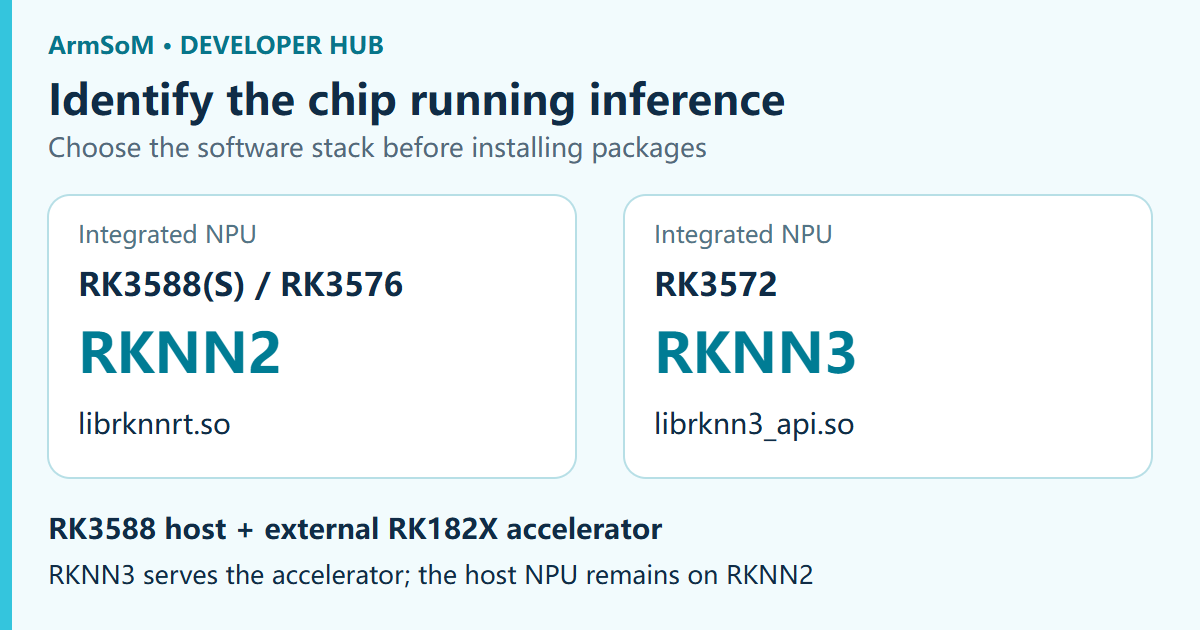 ArmSoM • DEVELOPER HUB
Identify the chip running inference
Choose the software stack before installing packages
Integrated NPU
RK3588(S) / RK3576
RKNN2
librknnrt.so
Integrated NPU
RK3572
RKNN3
librknn3_api.so
RK3588 host + external RK182X accelerator
RKNN3 serves the accelerator; the host NPU remains on RKNN2